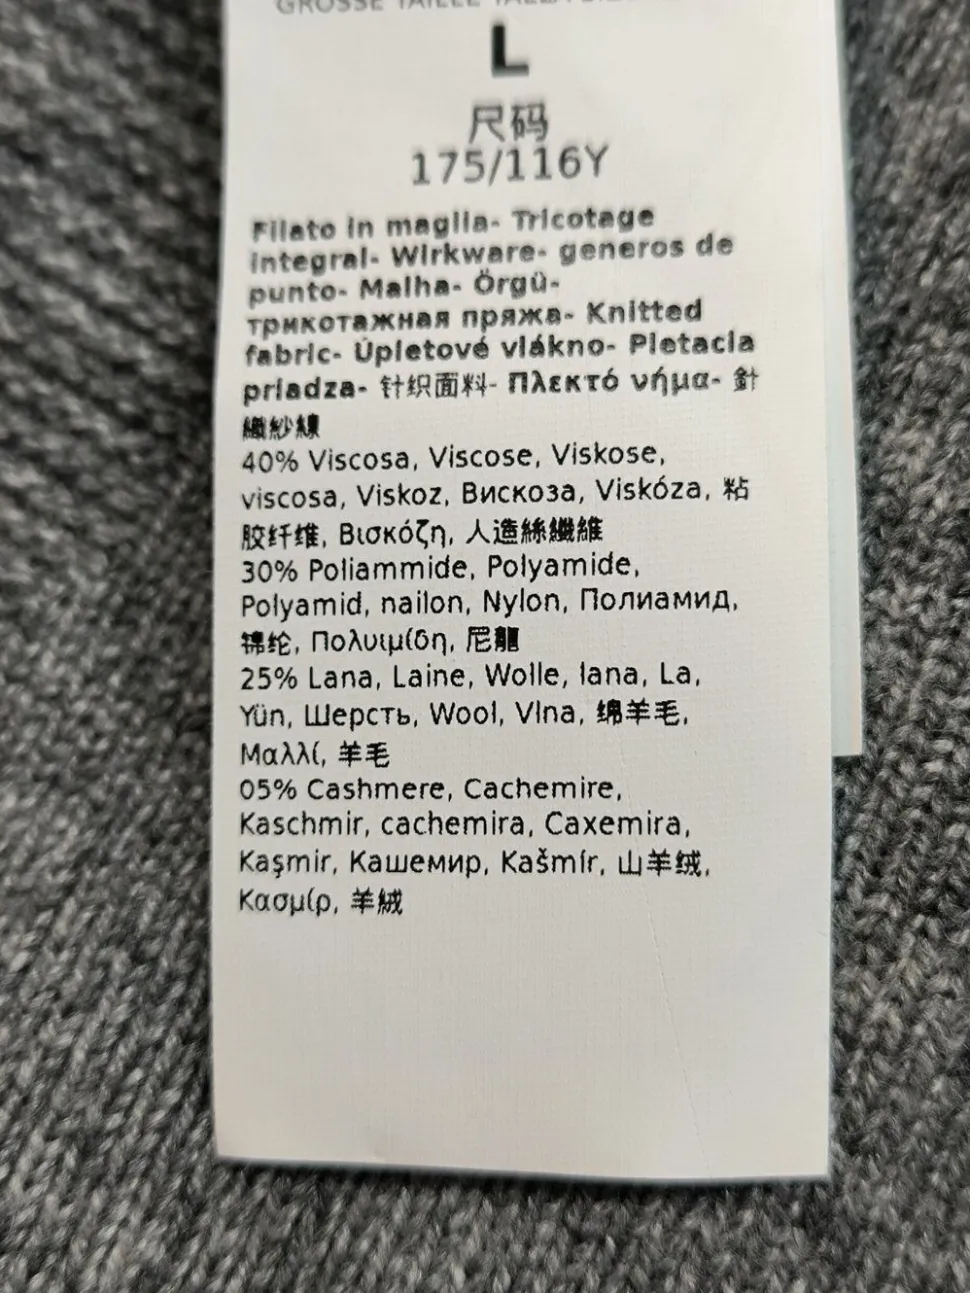 GROSSE TAILLE
L
尺码
175/116Y
Filato in maglia- Tricotage
integral- Wirkware- generos de
punto- Malha- Örgü-
трикотажная пряжа- Knitted
fabric- Úpletové vlákno- Pletacia
priadza- 针织面料- Πλεκτό νήμα- 針
織紗線
40% Viscosa, Viscose, Viskose,
viscosa, Viskoz, Вискоза, Viskóza, 粘
胶纤维, Βισκόζη, 人造絲纖維
30% Poliammide, Polyamide,
Polyamid, nailon, Nylon, Полиамид,
锦纶, Πολυιμίδη, 尼龍
25% Lana, Laine, Wolle, lana, La,
Yün, Шерсть, Wool, Vlna, 绵羊毛,
Μαλλί, 羊毛
05% Cashmere, Cachemire,
Kaschmir, cachemira, Caxemira,
Kaşmir, Кашемир, Kašmír, 山羊绒,
Κασμίρ, 羊絨